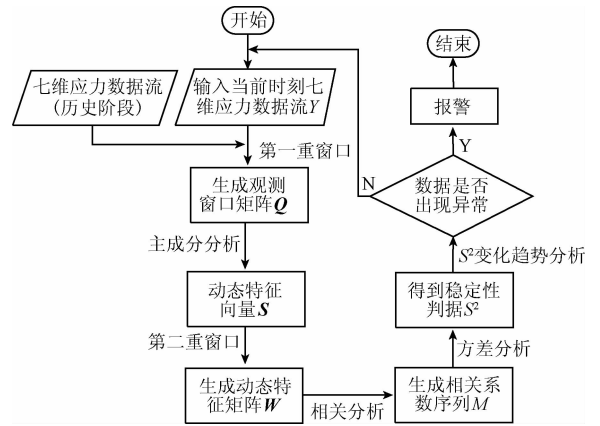 开始
七维应力数据流
(历史阶段)
输入当前时刻七
维应力数据流Y
第一重窗口
生成观测
窗口矩阵Q
主成分分析
动态特征
向量S
第二重窗口
生成动态特
征矩阵W
相关分析
生成相关系
数序列M
方差分析
得到稳定性
判据S²
S²变化趋势分析
数据是否
出现异常
N
Y
报警
结束